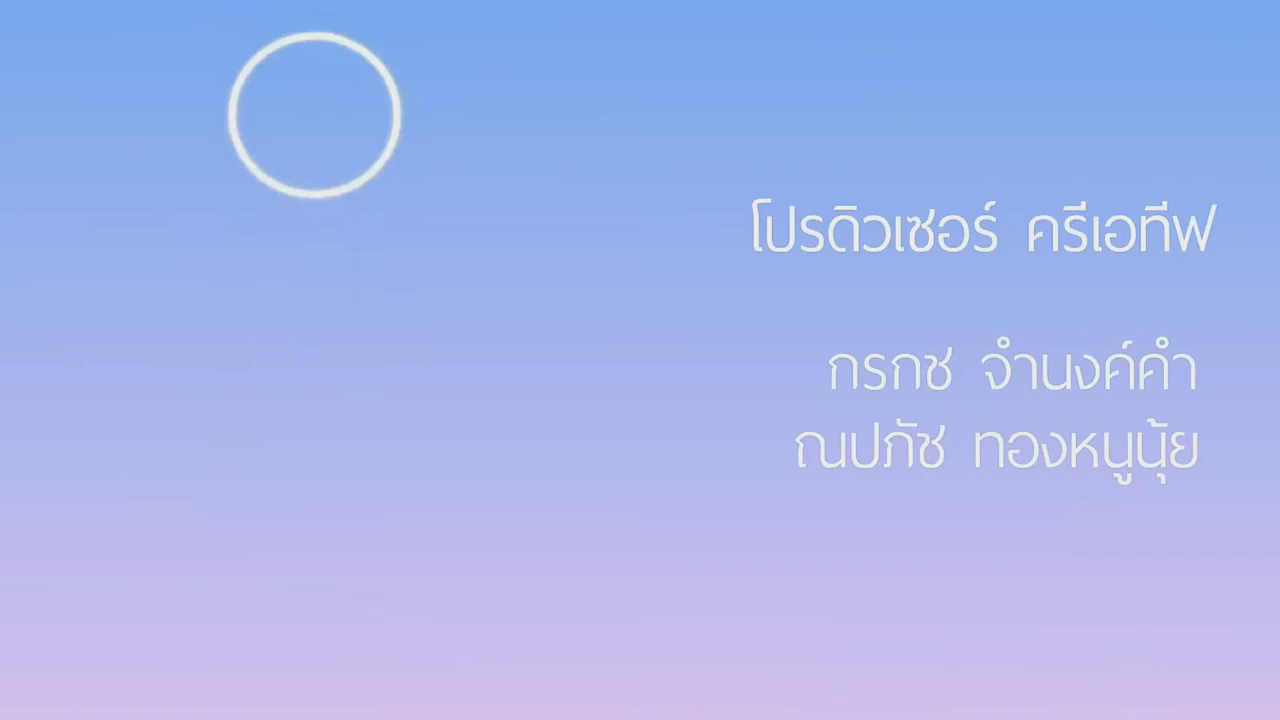 โปรดิวเซอร์ ครีเอทีฟ
กรกช จำนงค์คำ
ณปภัช ทองหนูนุ้ย